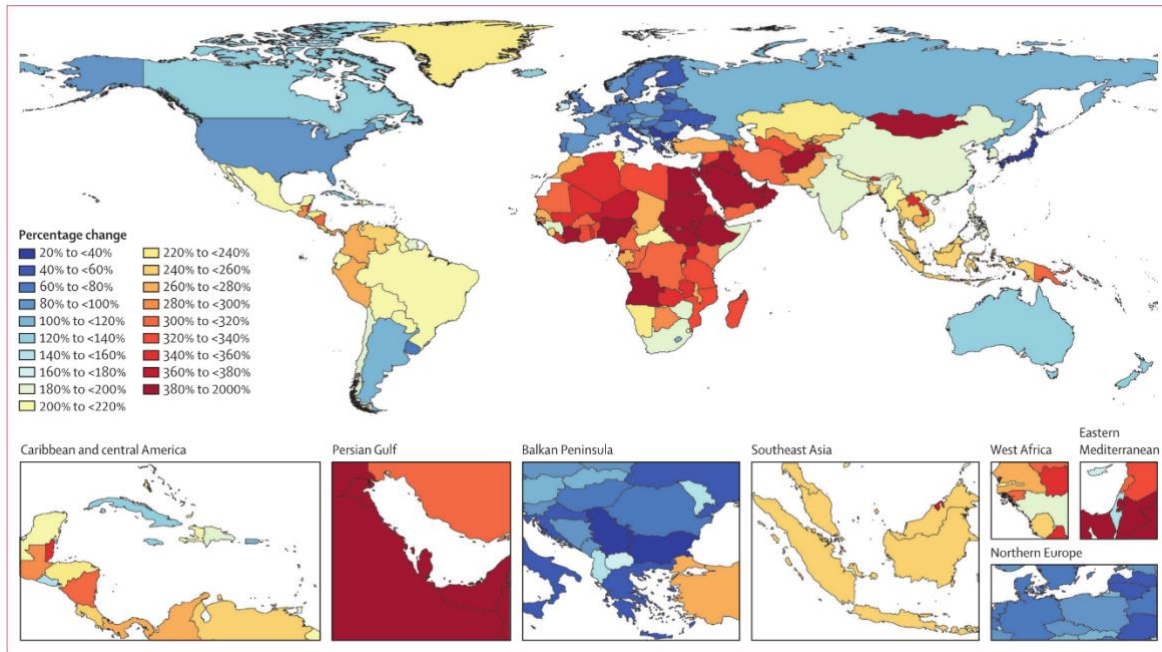 Percentage change
20% to <40%
40% to <60%
60% to <80%
80% to <100%
100% to <120%
120% to <140%
140% to <160%
160% to <180%
180% to <200%
200% to <220%
220% to <240%
240% to <260%
260% to <280%
280% to <300%
300% to <320%
320% to <340%
340% to <360%
360% to <380%
380% to 2000%
Caribbean and central America
Persian Gulf
Balkan Peninsula
Southeast Asia
West Africa
Eastern
Mediterranean
Northern Europe